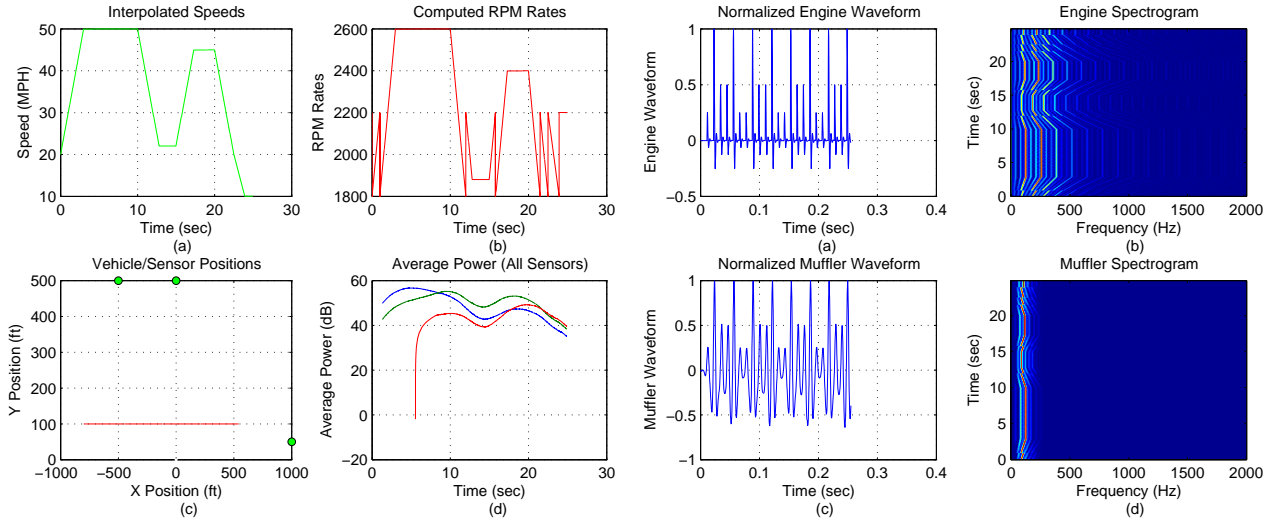 Interpolated Speeds
50
40
30
20
10
0 10 20 30
Speed (MPH)
Time (sec)
(a)
Computed RPM Rates
2600
2400
2200
2000
1800
0 10 20 30
RPM Rates
Time (sec)
(b)
Normalized Engine Waveform
1
0.5
0
−0.5
0 0.1 0.2 0.3 0.4
Engine Waveform
Time (sec)
(a)
Engine Spectrogram
20
15
10
5
0
0 500 1000 1500 2000
Time (sec)
Frequency (Hz)
(b)
Vehicle/Sensor Positions
500
400
300
200
100
0
−1000 −500 0 500 1000
Y Position (ft)
X Position (ft)
(c)
Average Power (All Sensors)
60
40
20
0
−20
0 10 20 30
Average Power (dB)
Time (sec)
(d)
Normalized Muffler Waveform
1
0.5
0
−0.5
−1
0 0.1 0.2 0.3 0.4
Muffler Waveform
Time (sec)
(c)
Muffler Spectrogram
20
15
10
5
0
0 500 1000 1500 2000
Time (sec)
Frequency (Hz)
(d)